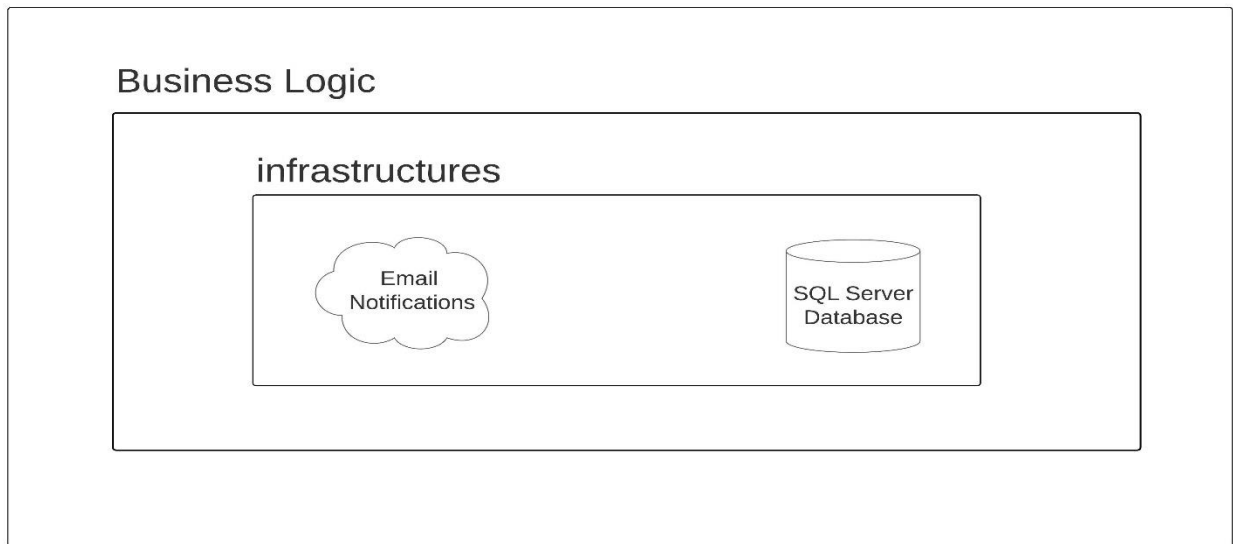 Business Logic
infrastructures
Email
Notifications
SQL Server
Database